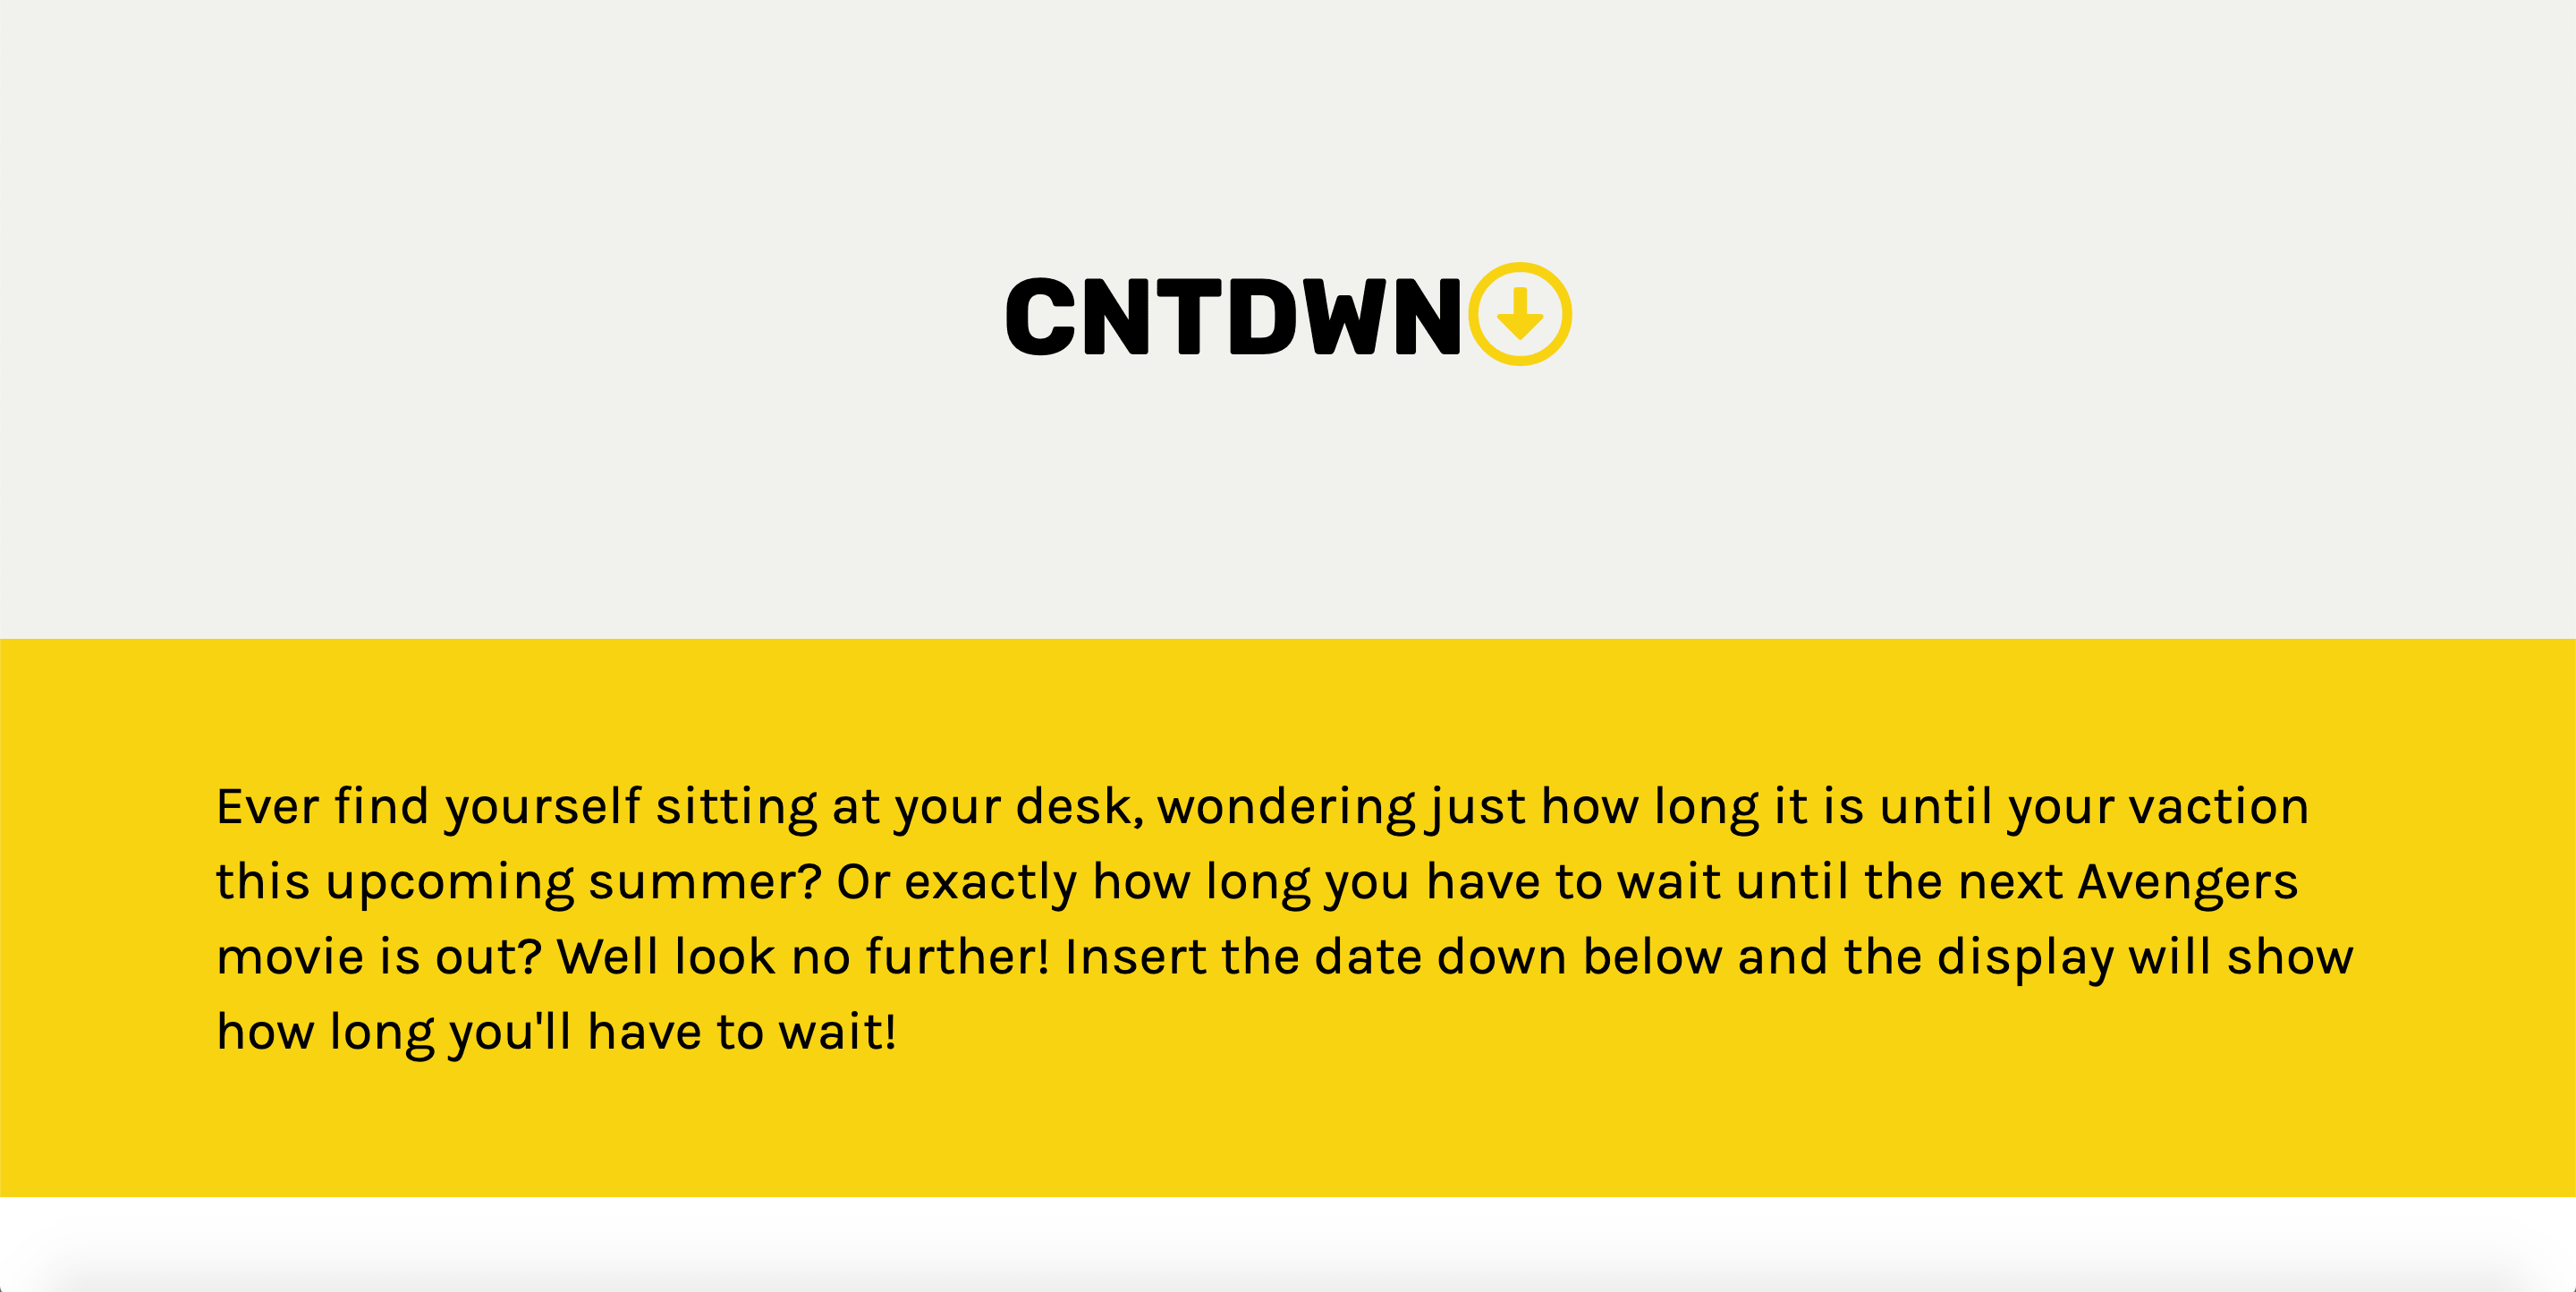 CNTDWN
Ever find yourself sitting at your desk, wondering just how long it is until your vaction
this upcoming summer? Or exactly how long you have to wait until the next Avengers
movie is out? Well look no further! Insert the date down below and the display will show
how long you'll have to wait!